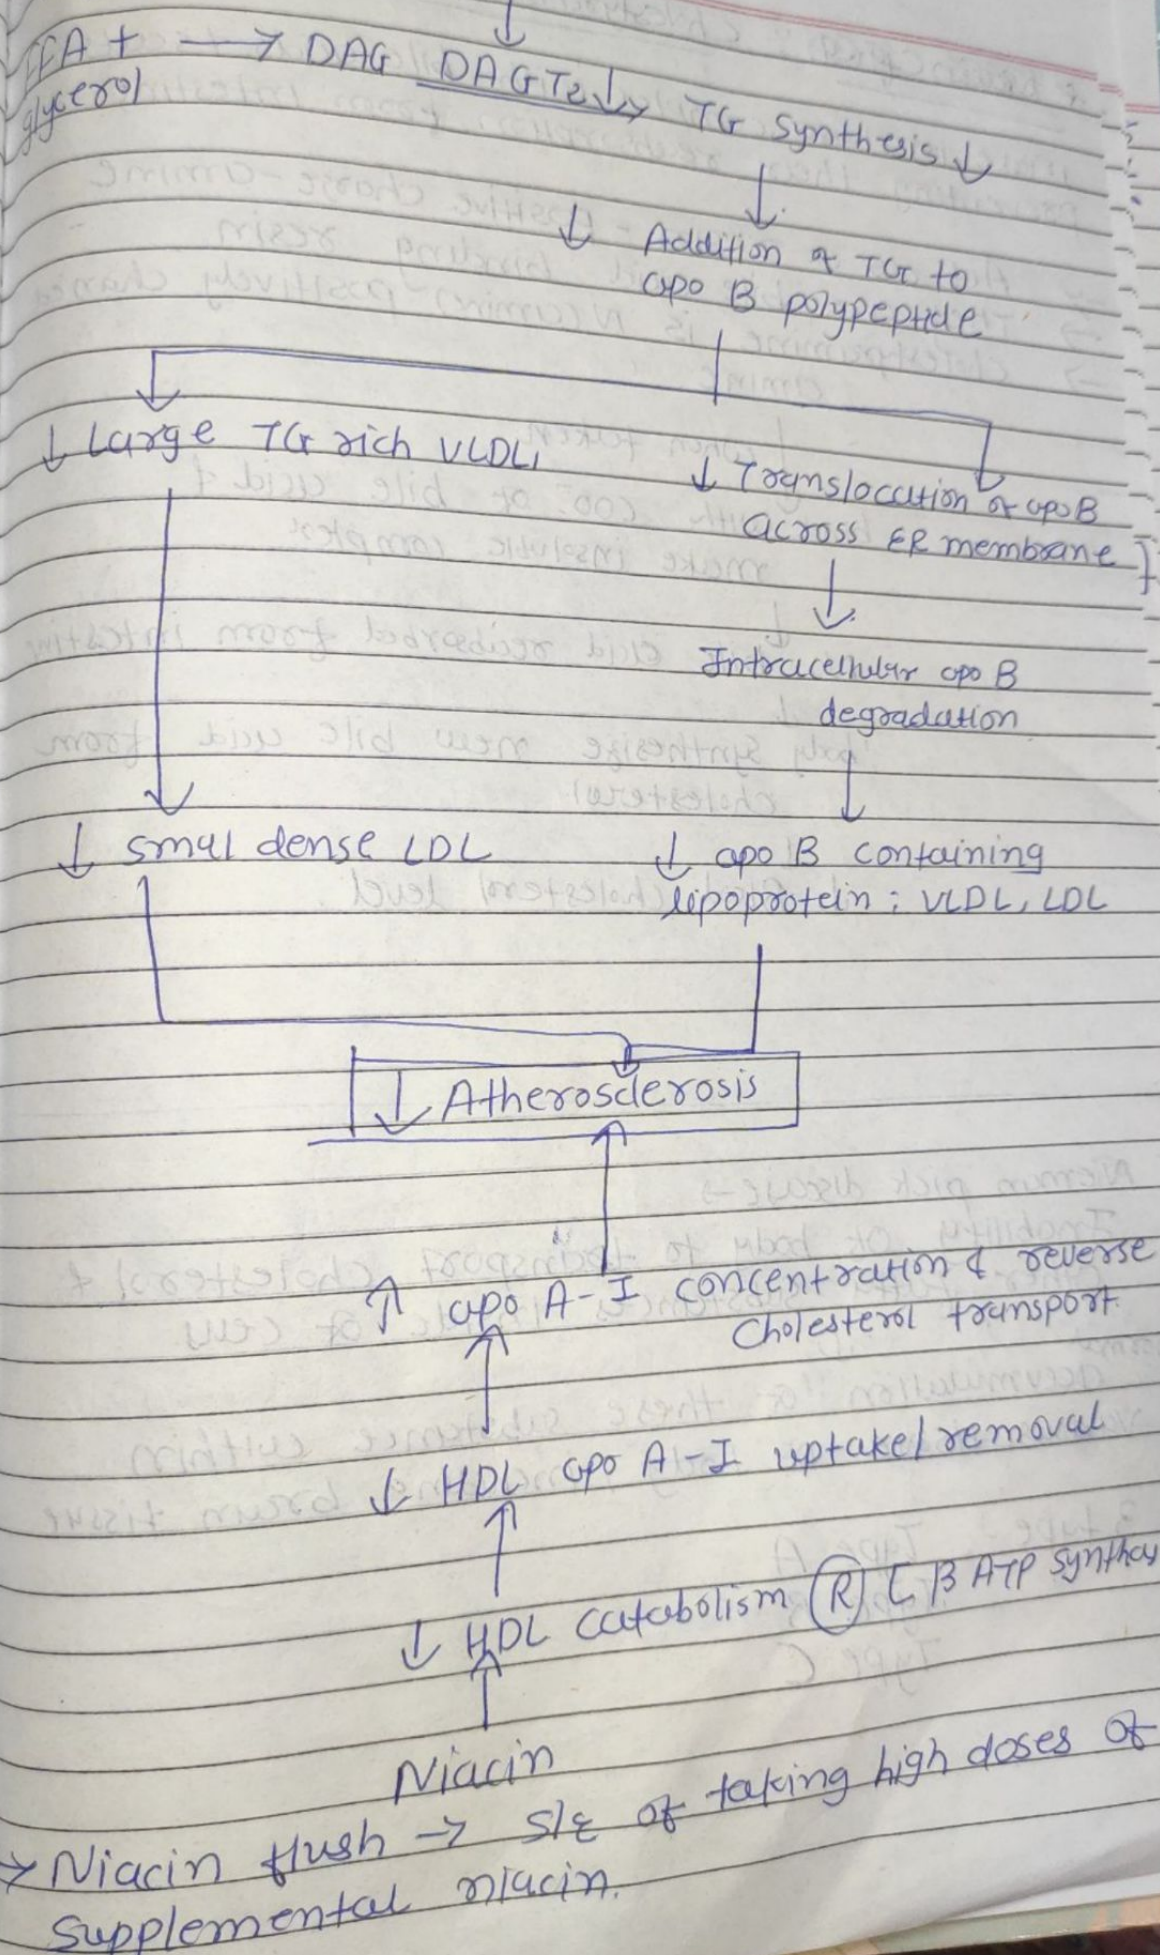 FFA + → DAG DAGT2↓→ TG synthesis ↓
glycerol
↓ Addition of TG to
apo B polypeptide
↓ Large TG rich VLDL,
↓ Translocation of apoB
across ER membrane]
Intracellular apo B
degradation
↓ small dense LDL
↓ apo B containing
lipoprotein : VLDL, LDL
↓ Atherosclerosis
↑ apo A-I concentration & reverse
cholesterol transport.
↓ HDL apo A-I uptake/removal
↓ HDL catabolism Ⓡ [ β ATP syntha
Niacin
→ Niacin flush → S/E of taking high doses of
supplemental niacin.